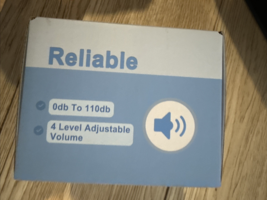 Reliable
0db To 110db
4 Level Adjustable
Volume